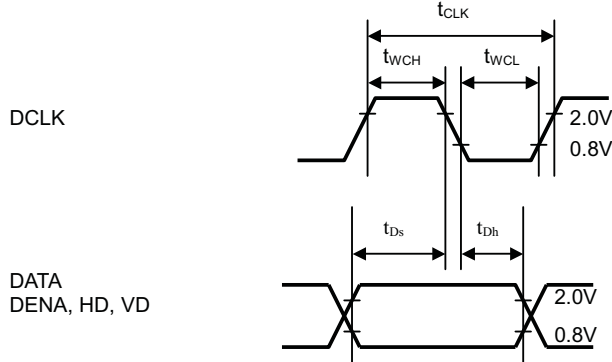 tCLK
tWCH
tWCL
DCLK
2.0V
0.8V
tDs
tDh
DATA
DENA, HD, VD
2.0V
0.8V